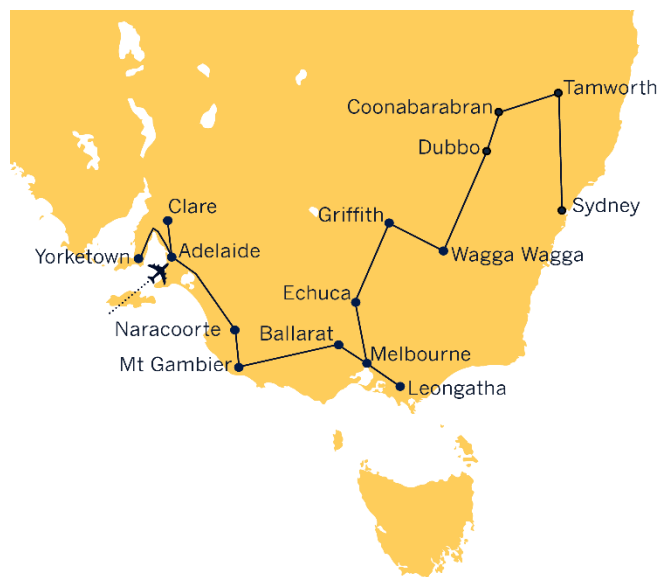 Tamworth
Coonabarabran
Dubbo
Clare
Sydney
Griffith
Yorketown
Adelaide
Wagga Wagga
Echuca
Naracoorte
Ballarat
Melbourne
Mt Gambier
Leongatha